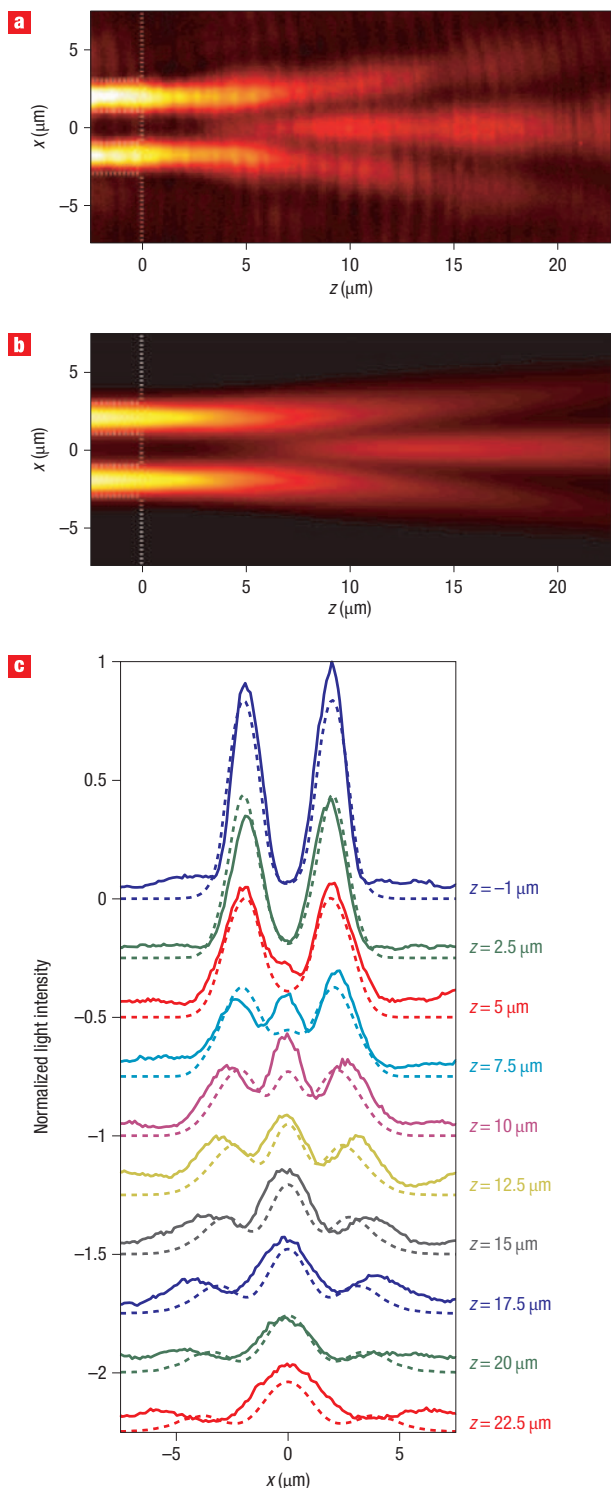 a
5
0
−5
x (μm)
0 5 10 15 20
z (μm)
b
5
0
−5
x (μm)
0 5 10 15 20
z (μm)
c
1
0.5
0
−0.5
−1
−1.5
−2
Normalized light intensity
z = −1 μm
z = 2.5 μm
z = 5 μm
z = 7.5 μm
z = 10 μm
z = 12.5 μm
z = 15 μm
z = 17.5 μm
z = 20 μm
z = 22.5 μm
−5 0 5
x (μm)